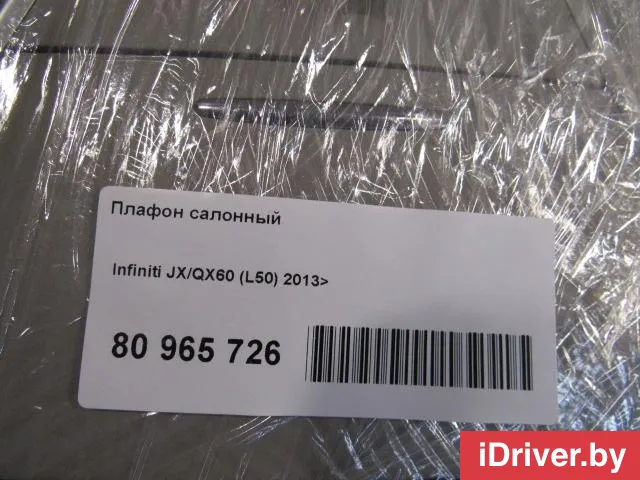 Плафон салонный
Infiniti JX/QX60 (L50) 2013>
80 965 726
iDriver.by